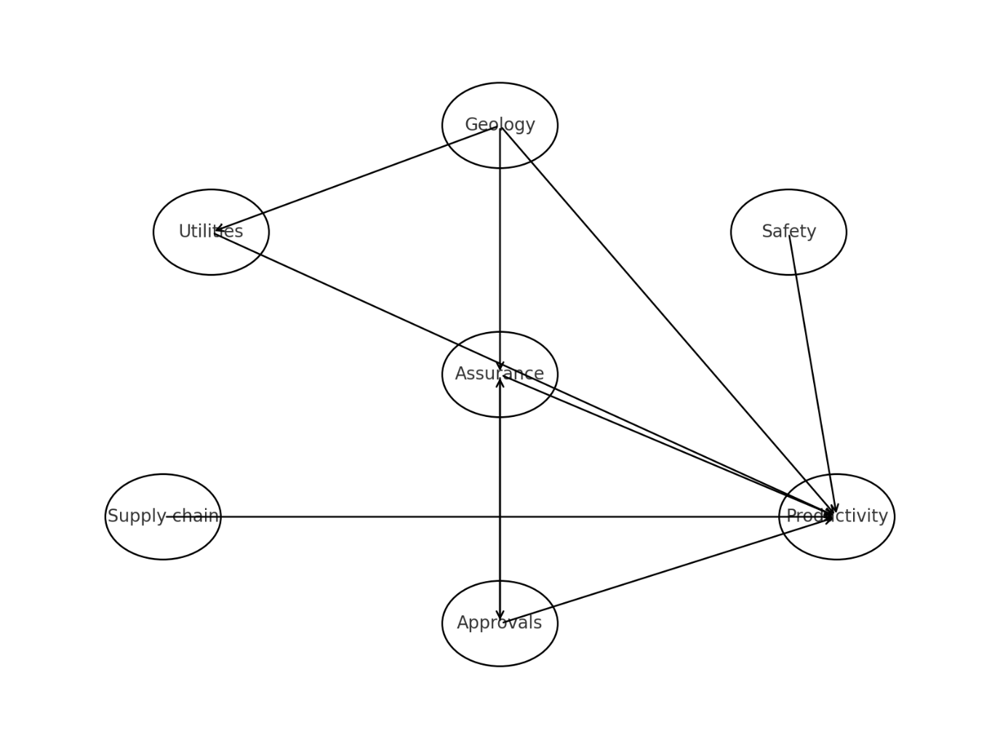 Geology
Utilities
Safety
Assurance
Supply chain
Productivity
Approvals